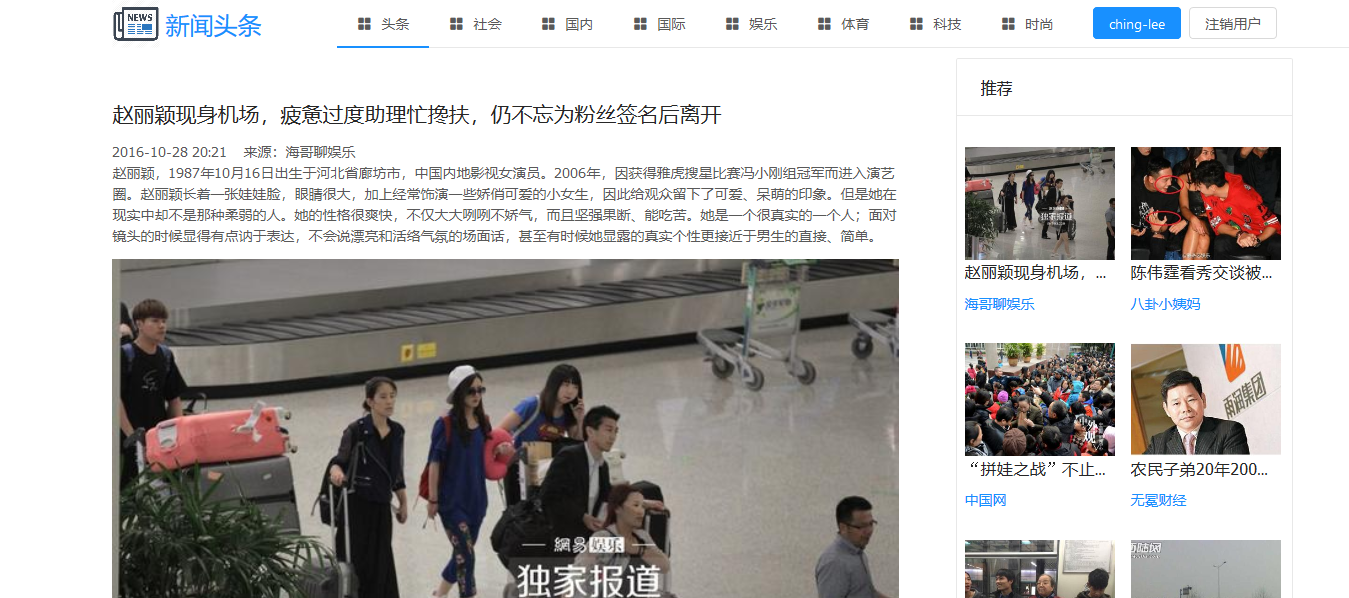 NEWS
新闻头条
头条
社会
国内
国际
娱乐
体育
科技
时尚
ching-lee
注销用户
赵丽颖现身机场，疲惫过度助理忙搀扶，仍不忘为粉丝签名后离开
2016-10-28 20:21 来源：海哥聊娱乐
赵丽颖，1987年10月16日出生于河北省廊坊市，中国内地影视女演员。2006年，因获得雅虎搜星比赛冯小刚组冠军而进入演艺
圈。赵丽颖长着一张娃娃脸，眼睛很大，加上经常饰演一些娇俏可爱的小女生，因此给观众留下了可爱、呆萌的印象。但是她在
现实中却不是那种柔弱的人。她的性格很爽快，不仅大大咧咧不娇气，而且坚强果断、能吃苦。她是一个很真实的一个人；面对
镜头的时候显得有点讷于表达，不会说漂亮和活络气氛的场面话，甚至有时候她显露的真实个性更接近于男生的直接、简单。
網易娱乐
独家报道
推荐
独家报道
赵丽颖现身机场，...
陈伟霆看秀交谈被...
海哥聊娱乐
八卦小姨妈
中外观
雨润集团
“拼娃之战”不止...
农民子弟20年200...
中国网
无冕财经